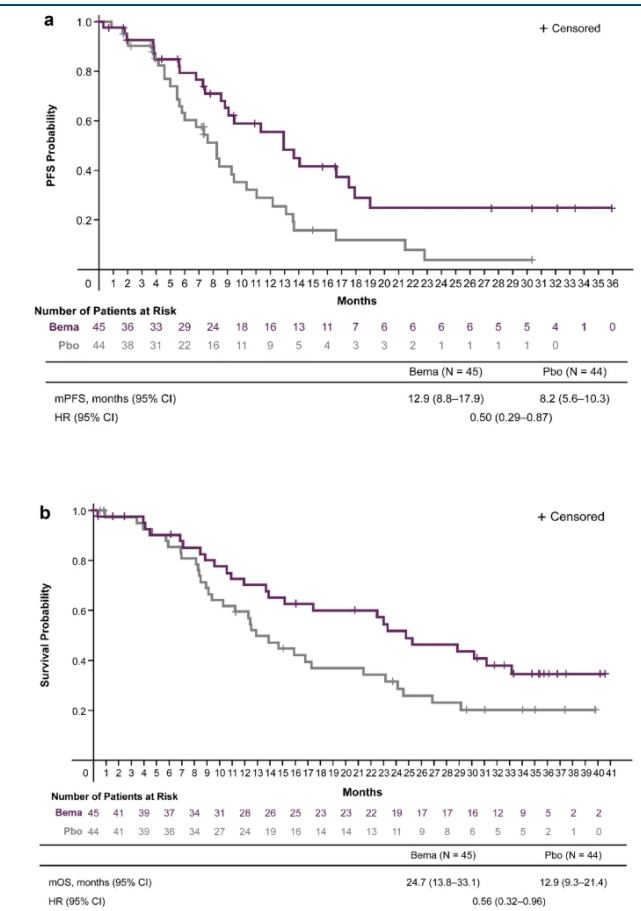 a
+ Censored
1.0
0.8
0.6
0.4
0.2
PFS Probability
0 1 2 3 4 5 6 7 8 9 10 11 12 13 14 15 16 17 18 19 20 21 22 23 24 25 26 27 28 29 30 31 32 33 34 35 36
Months
Number of Patients at Risk
Bema 45 36 33 29 24 18 16 13 11 7 6 6 6 6 5 5 4 1 0
Pbo 44 38 31 22 16 11 9 5 4 3 3 2 1 1 1 1 0
Bema (N = 45) Pbo (N = 44)
mPFS, months (95% CI) 12.9 (8.8–17.9) 8.2 (5.6–10.3)
HR (95% CI) 0.50 (0.29–0.87)
b
+ Censored
1.0
0.8
0.6
0.4
0.2
Survival Probability
0 1 2 3 4 5 6 7 8 9 10 11 12 13 14 15 16 17 18 19 20 21 22 23 24 25 26 27 28 29 30 31 32 33 34 35 36 37 38 39 40 41
Months
Number of Patients at Risk
Bema 45 41 39 37 34 31 28 26 25 23 23 22 19 17 17 16 12 9 5 2 2
Pbo 44 41 39 36 34 27 24 19 16 14 14 13 11 9 8 6 5 5 2 1 0
Bema (N = 45) Pbo (N = 44)
mOS, months (95% CI) 24.7 (13.8–33.1) 12.9 (9.3–21.4)
HR (95% CI) 0.56 (0.32–0.96)